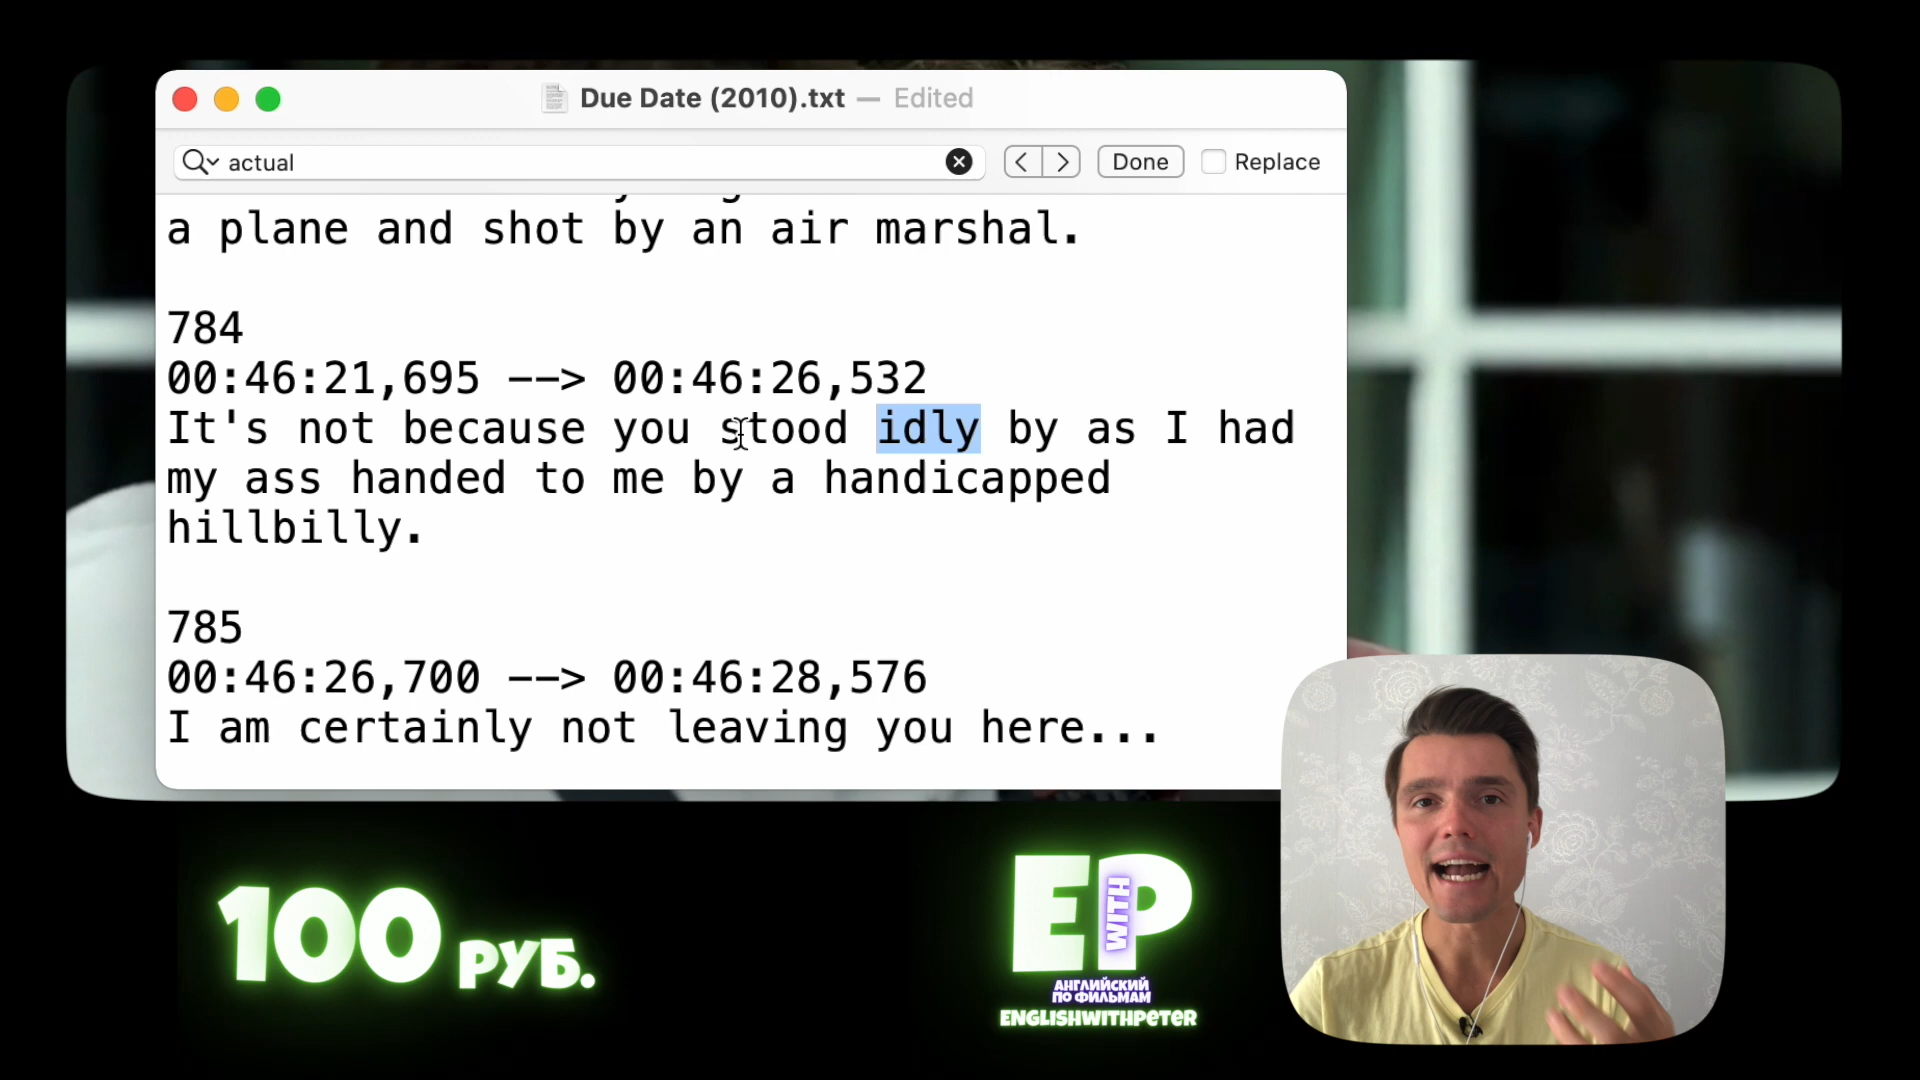 Due Date (2010).txt — Edited
actual
Done
Replace
a plane and shot by an air marshal.
784
00:46:21,695 --> 00:46:26,532
It's not because you stood idly by as I had
my ass handed to me by a handicapped
hillbilly.
785
00:46:26,700 --> 00:46:28,576
I am certainly not leaving you here...
100 РУБ.
EP
WITH
АНГЛИЙСКИЙ
ПО ФИЛЬМАМ
ENGLISHWITHPETER